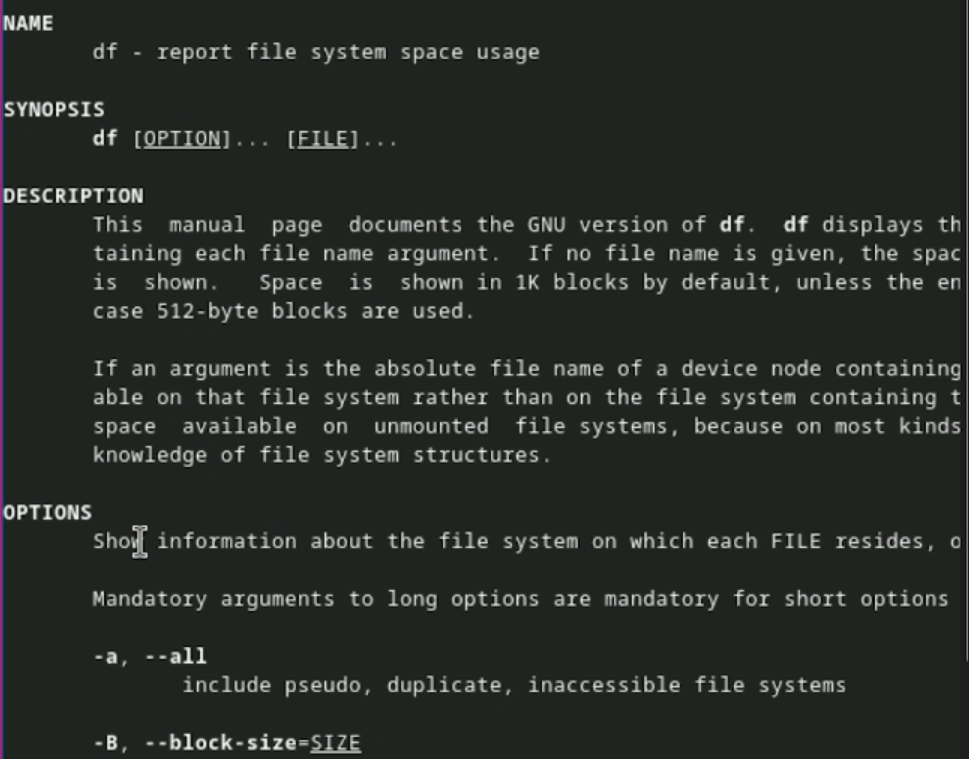 NAME
df - report file system space usage
SYNOPSIS
df [OPTION]... [FILE]...
DESCRIPTION
This manual page documents the GNU version of df. df displays th
taining each file name argument. If no file name is given, the spac
is shown. Space is shown in 1K blocks by default, unless the en
case 512-byte blocks are used.
If an argument is the absolute file name of a device node containing
able on that file system rather than on the file system containing t
space available on unmounted file systems, because on most kinds
knowledge of file system structures.
OPTIONS
Show information about the file system on which each FILE resides, o
Mandatory arguments to long options are mandatory for short options
-a, --all
include pseudo, duplicate, inaccessible file systems
-B, --block-size=SIZE